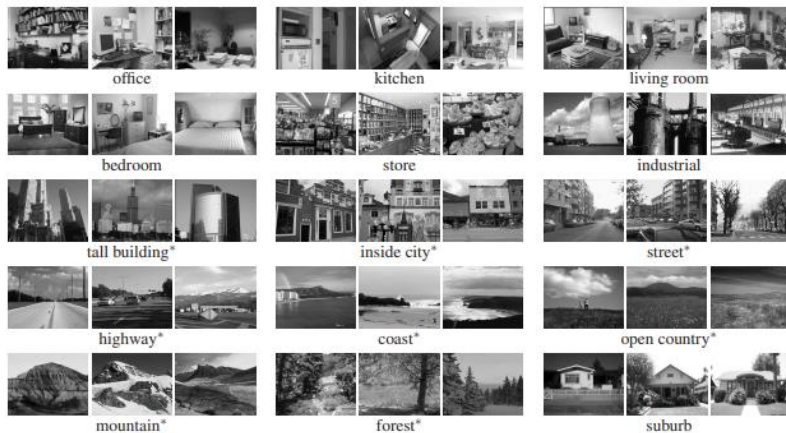 office kitchen living room
bedroom store industrial
tall building* inside city* street*
highway* coast* open country*
mountain* forest* suburb